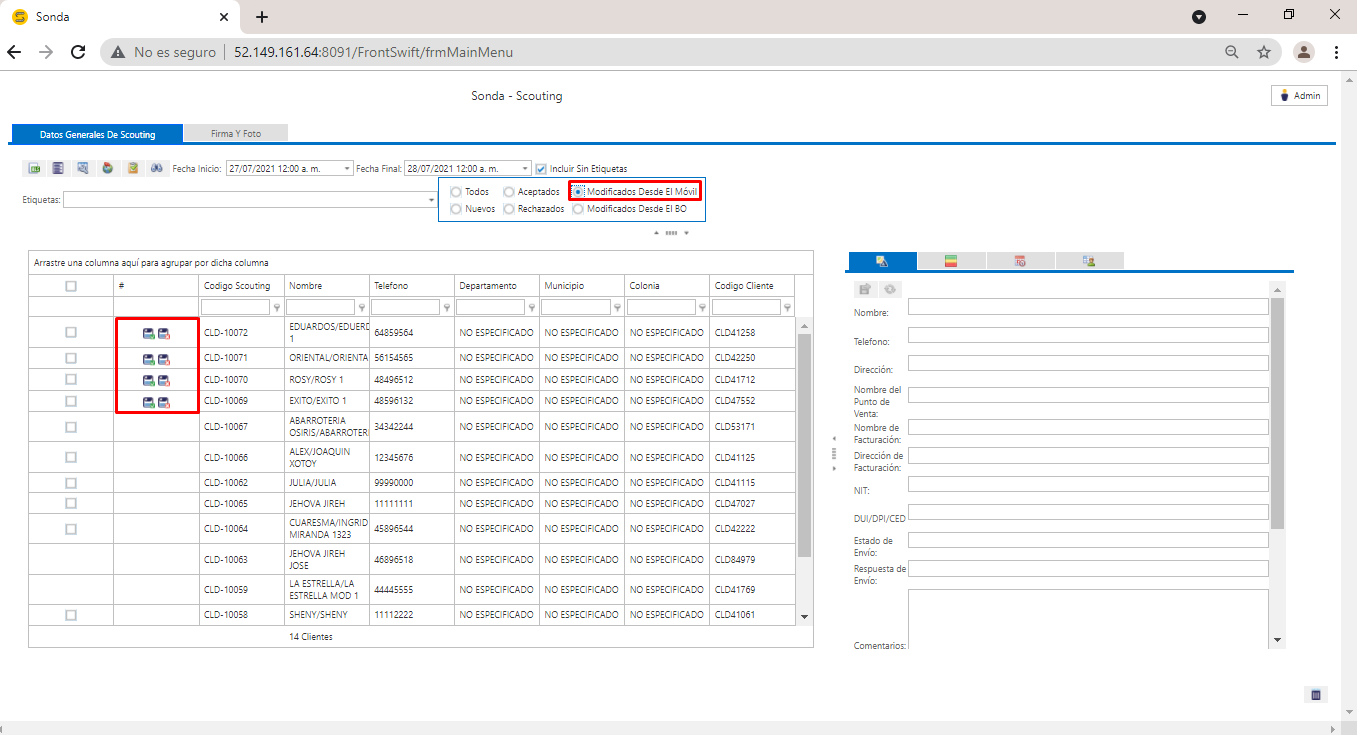 Sonda
No es seguro | 52.149.161.64:8091/FrontSwift/frmMainMenu
Sonda - Scouting
Admin
Datos Generales De Scouting Firma Y Foto
Fecha Inicio: 27/07/2021 12:00 a. m. Fecha Final: 28/07/2021 12:00 a. m. Incluir Sin Etiquetas
Todos Aceptados Modificados Desde El Móvil
Etiquetas:
Nuevos Rechazados Modificados Desde El BO
Arrastre una columna aquí para agrupar por dicha columna
# Codigo Scouting Nombre Telefono Departamento Municipio Colonia Codigo Cliente
CLD-10072 EDUARDOS/EDUERD 1 64859564 NO ESPECIFICADO NO ESPECIFICADO NO ESPECIFICADO CLD41258
CLD-10071 ORIENTAL/ORIENTA 56154565 NO ESPECIFICADO NO ESPECIFICADO NO ESPECIFICADO CLD42250
CLD-10070 ROSY/ROSY 1 48496512 NO ESPECIFICADO NO ESPECIFICADO NO ESPECIFICADO CLD41712
CLD-10069 EXITO/EXITO 1 48596132 NO ESPECIFICADO NO ESPECIFICADO NO ESPECIFICADO CLD47552
CLD-10067 ABARROTERIA OSIRIS/ABARROTERI 34342244 NO ESPECIFICADO NO ESPECIFICADO NO ESPECIFICADO CLD53171
CLD-10066 ALEX/JOAQUIN XOTOY 12345676 NO ESPECIFICADO NO ESPECIFICADO NO ESPECIFICADO CLD41125
CLD-10062 JULIA/JULIA 99990000 NO ESPECIFICADO NO ESPECIFICADO NO ESPECIFICADO CLD41115
CLD-10065 JEHOVA JIREH 11111111 NO ESPECIFICADO NO ESPECIFICADO NO ESPECIFICADO CLD47027
CLD-10064 CUARESMA/INGRID MIRANDA 1323 45896544 NO ESPECIFICADO NO ESPECIFICADO NO ESPECIFICADO CLD42222
CLD-10063 JEHOVA JIREH JOSE 46896518 NO ESPECIFICADO NO ESPECIFICADO NO ESPECIFICADO CLD84979
CLD-10059 LA ESTRELLA/LA ESTRELLA MOD 1 44445555 NO ESPECIFICADO NO ESPECIFICADO NO ESPECIFICADO CLD41769
CLD-10058 SHENY/SHENY 11112222 NO ESPECIFICADO NO ESPECIFICADO NO ESPECIFICADO CLD41061
14 Clientes
Nombre:
Telefono:
Dirección:
Nombre del
Punto de
Venta:
Nombre de
Facturación:
Dirección de
Facturación:
NIT:
DUI/DPI/CED
Estado de
Envío:
Respuesta de
Envío:
Comentarios: